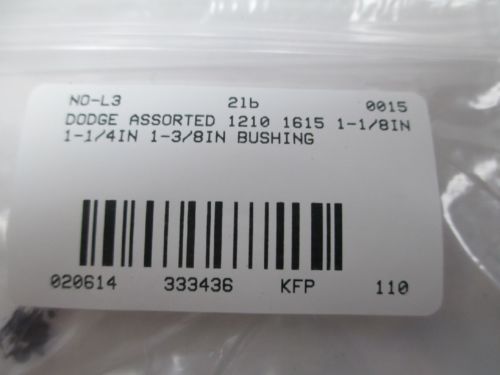 NO-L3 2lb 0015
DODGE ASSORTED 1210 1615 1-1/8IN
1-1/4IN 1-3/8IN BUSHING
020614 333436 KFP 110